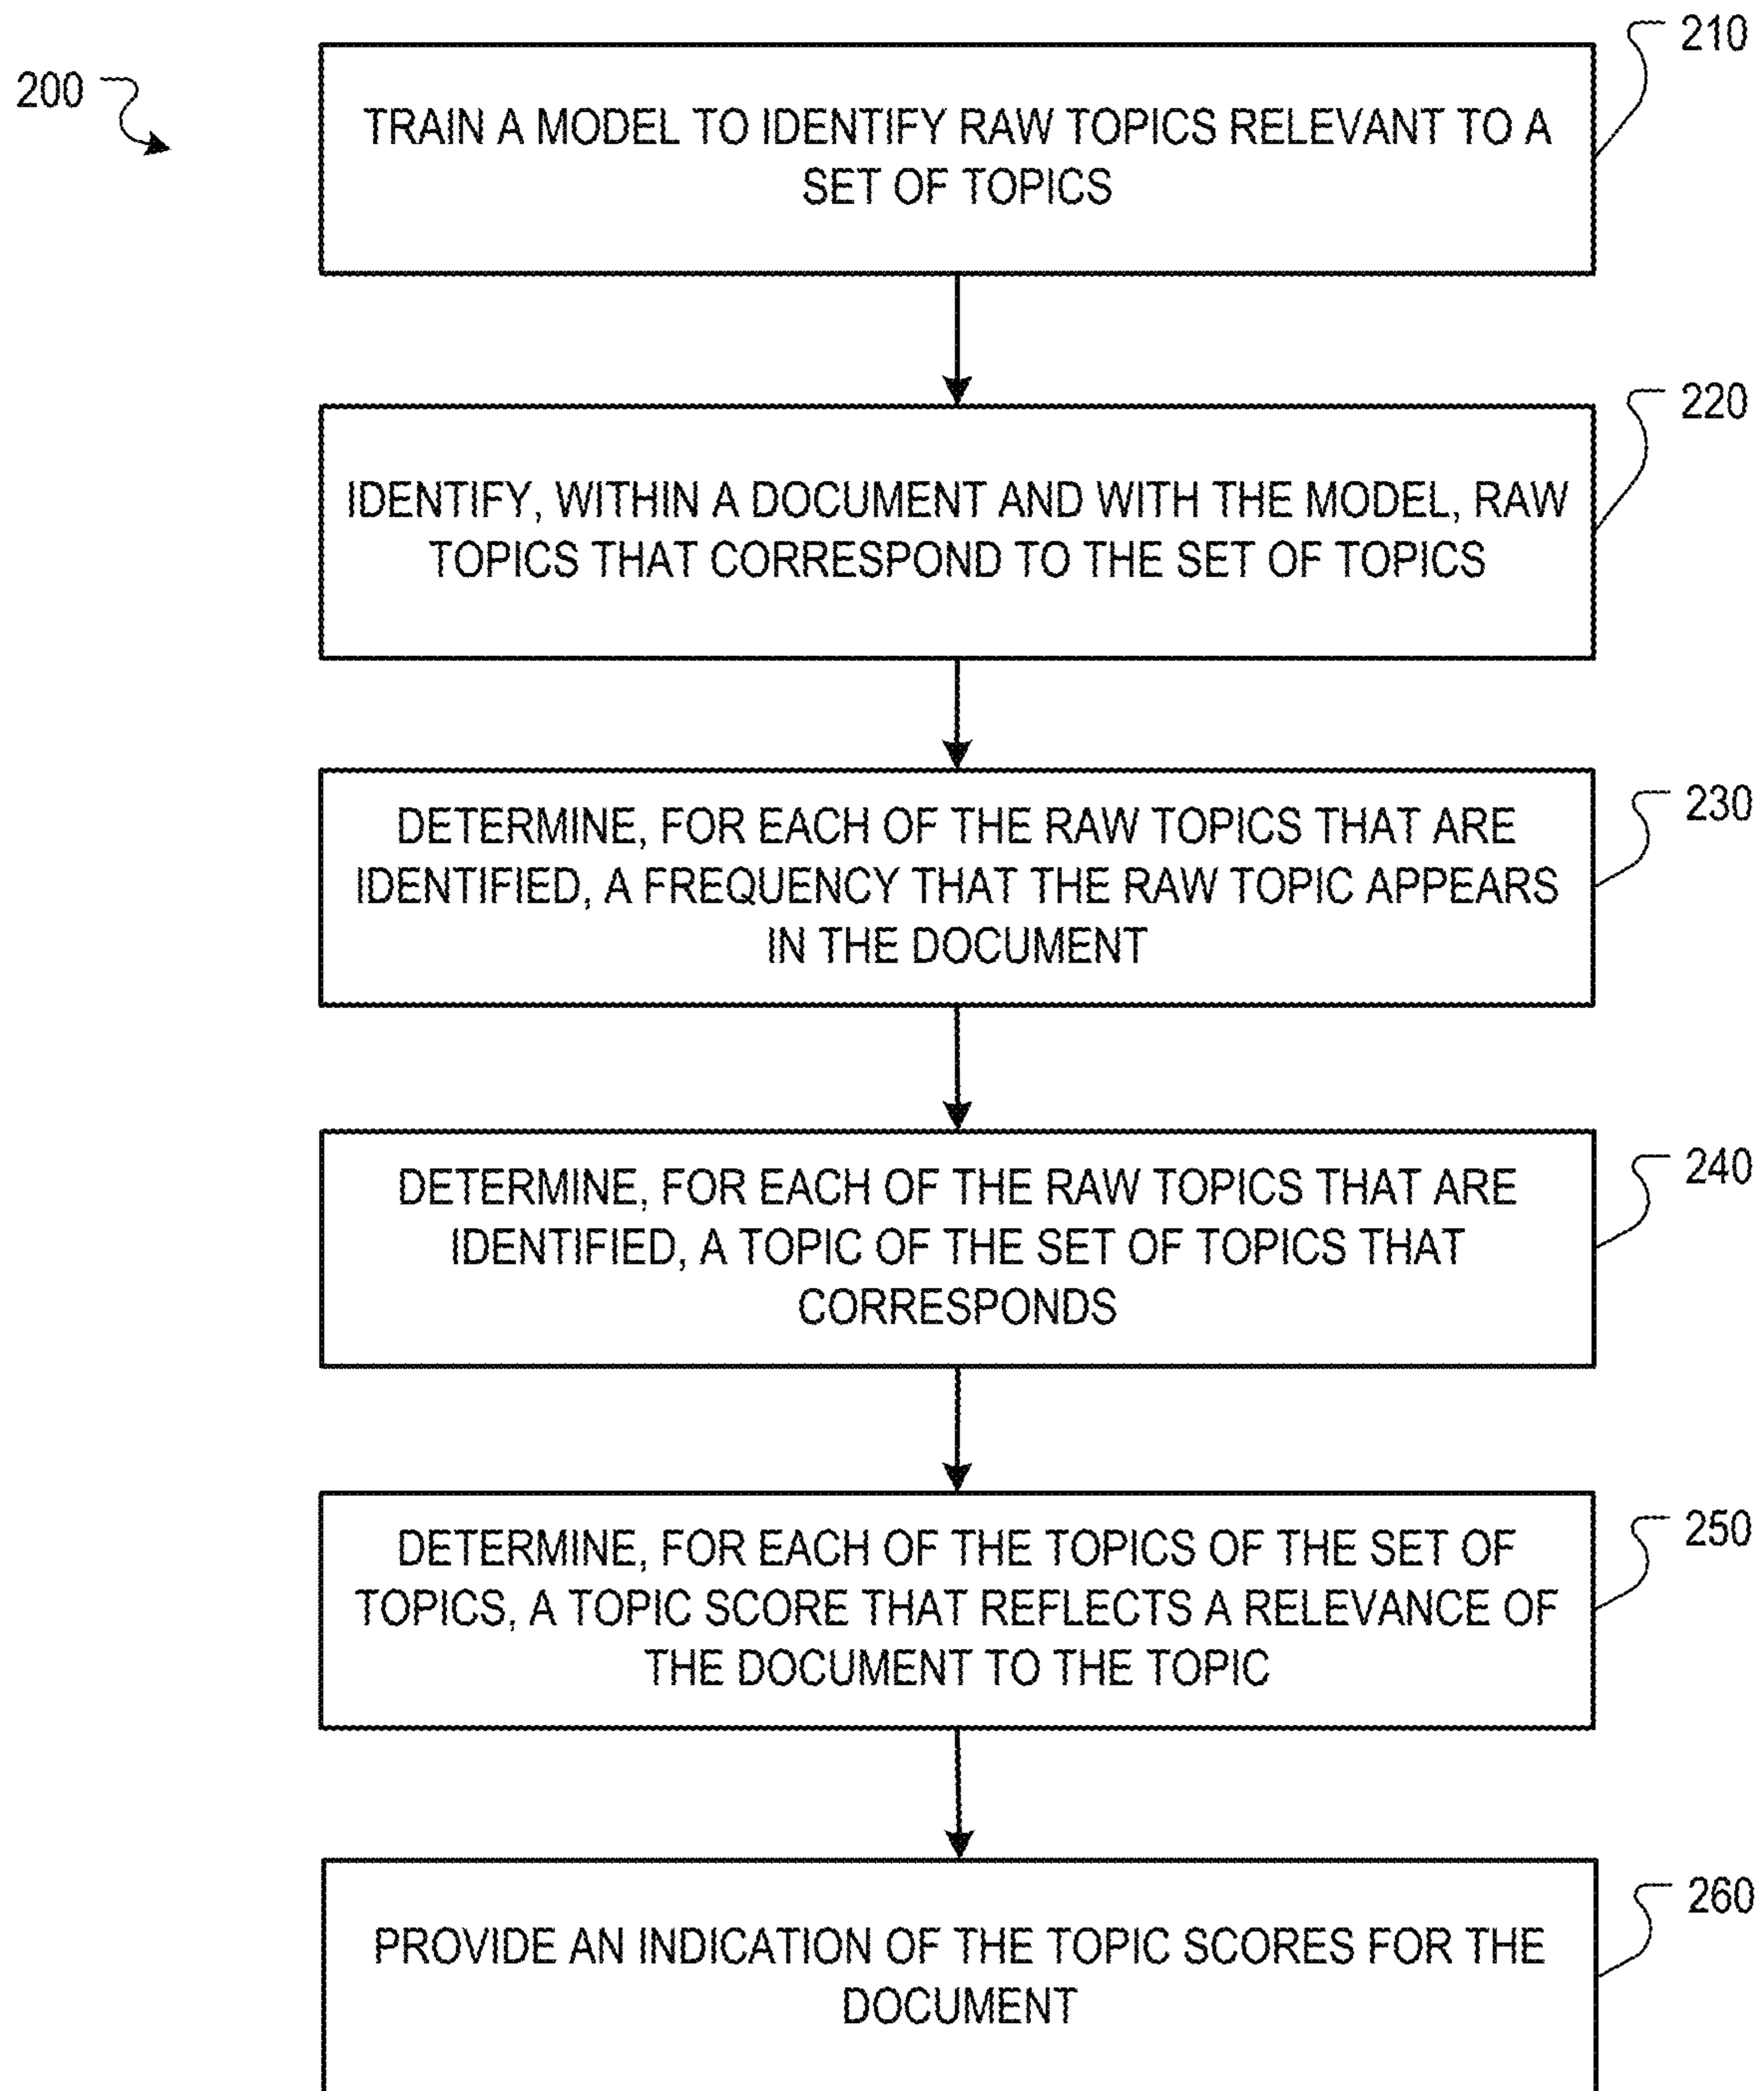 200
210
TRAIN A MODEL TO IDENTIFY RAW TOPICS RELEVANT TO A
SET OF TOPICS
220
IDENTIFY, WITHIN A DOCUMENT AND WITH THE MODEL, RAW
TOPICS THAT CORRESPOND TO THE SET OF TOPICS
230
DETERMINE, FOR EACH OF THE RAW TOPICS THAT ARE
IDENTIFIED, A FREQUENCY THAT THE RAW TOPIC APPEARS
IN THE DOCUMENT
240
DETERMINE, FOR EACH OF THE RAW TOPICS THAT ARE
IDENTIFIED, A TOPIC OF THE SET OF TOPICS THAT
CORRESPONDS
250
DETERMINE, FOR EACH OF THE TOPICS OF THE SET OF
TOPICS, A TOPIC SCORE THAT REFLECTS A RELEVANCE OF
THE DOCUMENT TO THE TOPIC
260
PROVIDE AN INDICATION OF THE TOPIC SCORES FOR THE
DOCUMENT